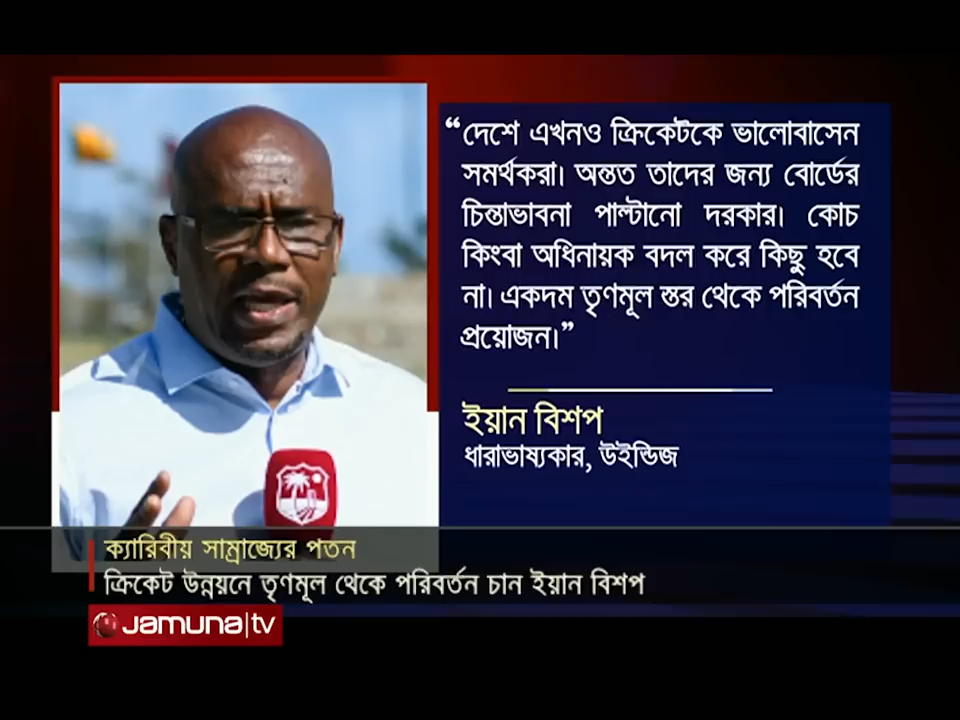 “দেশে এখনও ক্রিকেটকে ভালোবাসেন
সমর্থকরা। অন্তত তাদের জন্য বোর্ডের
চিন্তাভাবনা পাল্টানো দরকার। কোচ
কিংবা অধিনায়ক বদল করে কিছু হবে
না। একদম তৃণমূল স্তর থেকে পরিবর্তন
প্রয়োজন।”
ইয়ান বিশপ
ধারাভাষ্যকার, উইন্ডিজ
ক্যারিবীয় সাম্রাজ্যের পতন
ক্রিকেট উন্নয়নে তৃণমূল থেকে পরিবর্তন চান ইয়ান বিশপ
Jamuna|tv